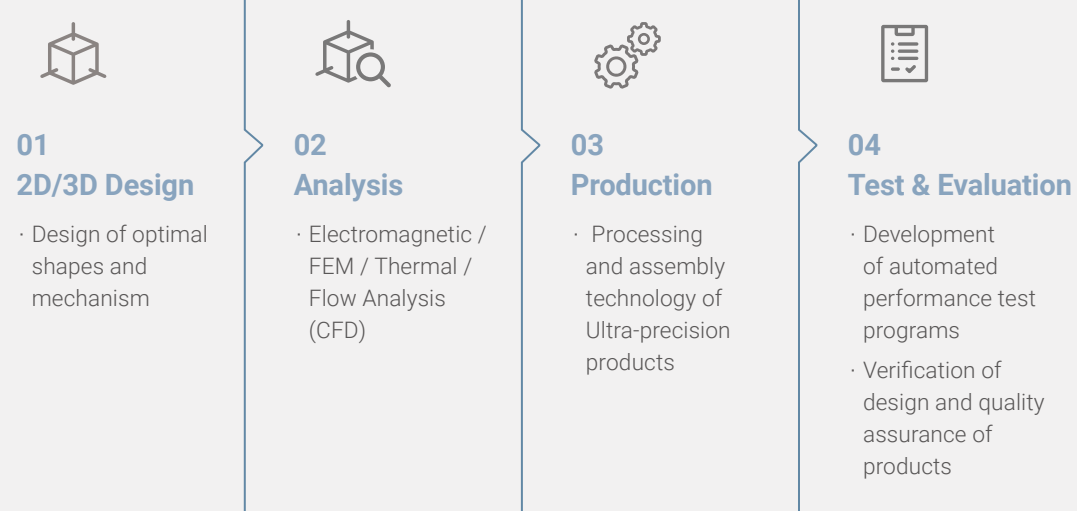 01
2D/3D Design
· Design of optimal
shapes and
mechanism
02
Analysis
· Electromagnetic /
FEM / Thermal /
Flow Analysis
(CFD)
03
Production
· Processing
and assembly
technology of
Ultra-precision
products
04
Test & Evaluation
· Development
of automated
performance test
programs
· Verification of
design and quality
assurance of
products